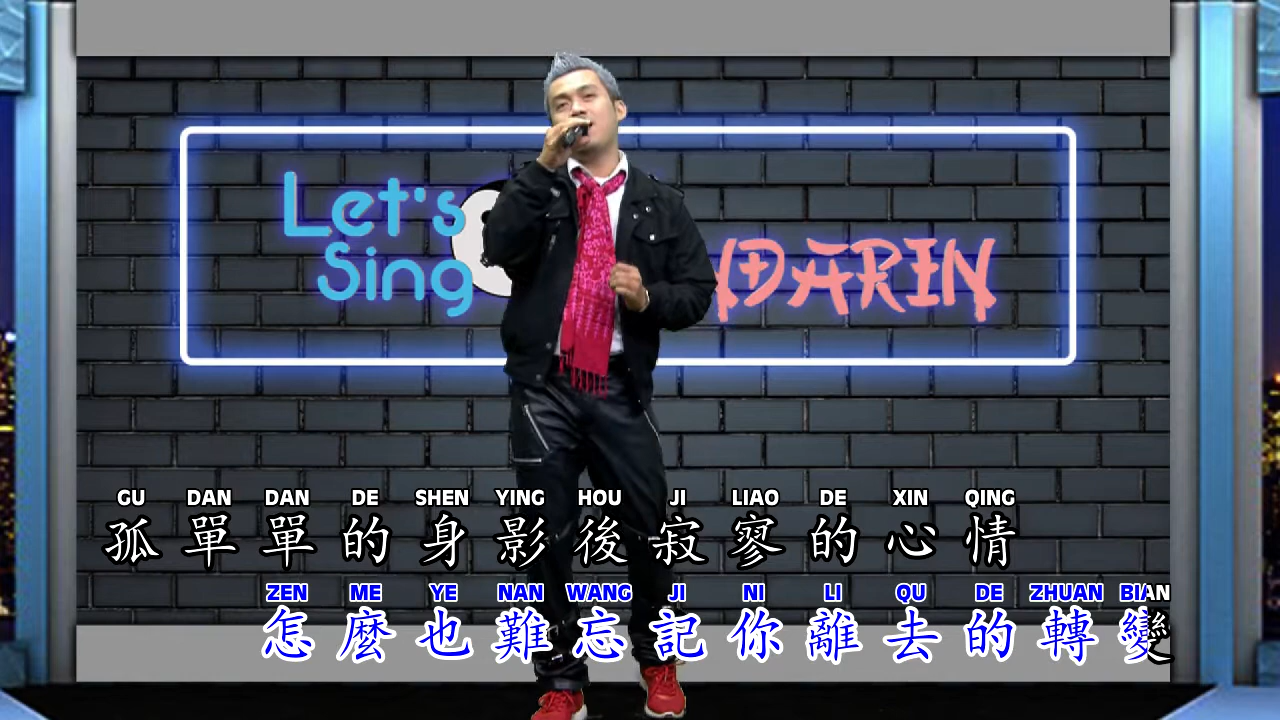 Let's
Sing
NDARIN
GU DAN DAN DE SHEN YING HOU JI LIAO DE XIN QING
孤單單的身影後寂寥的心情
ZEN ME YE NAN WANG JI NI LI QU DE ZHUAN BIAN
怎麼也難忘記你離去的轉變